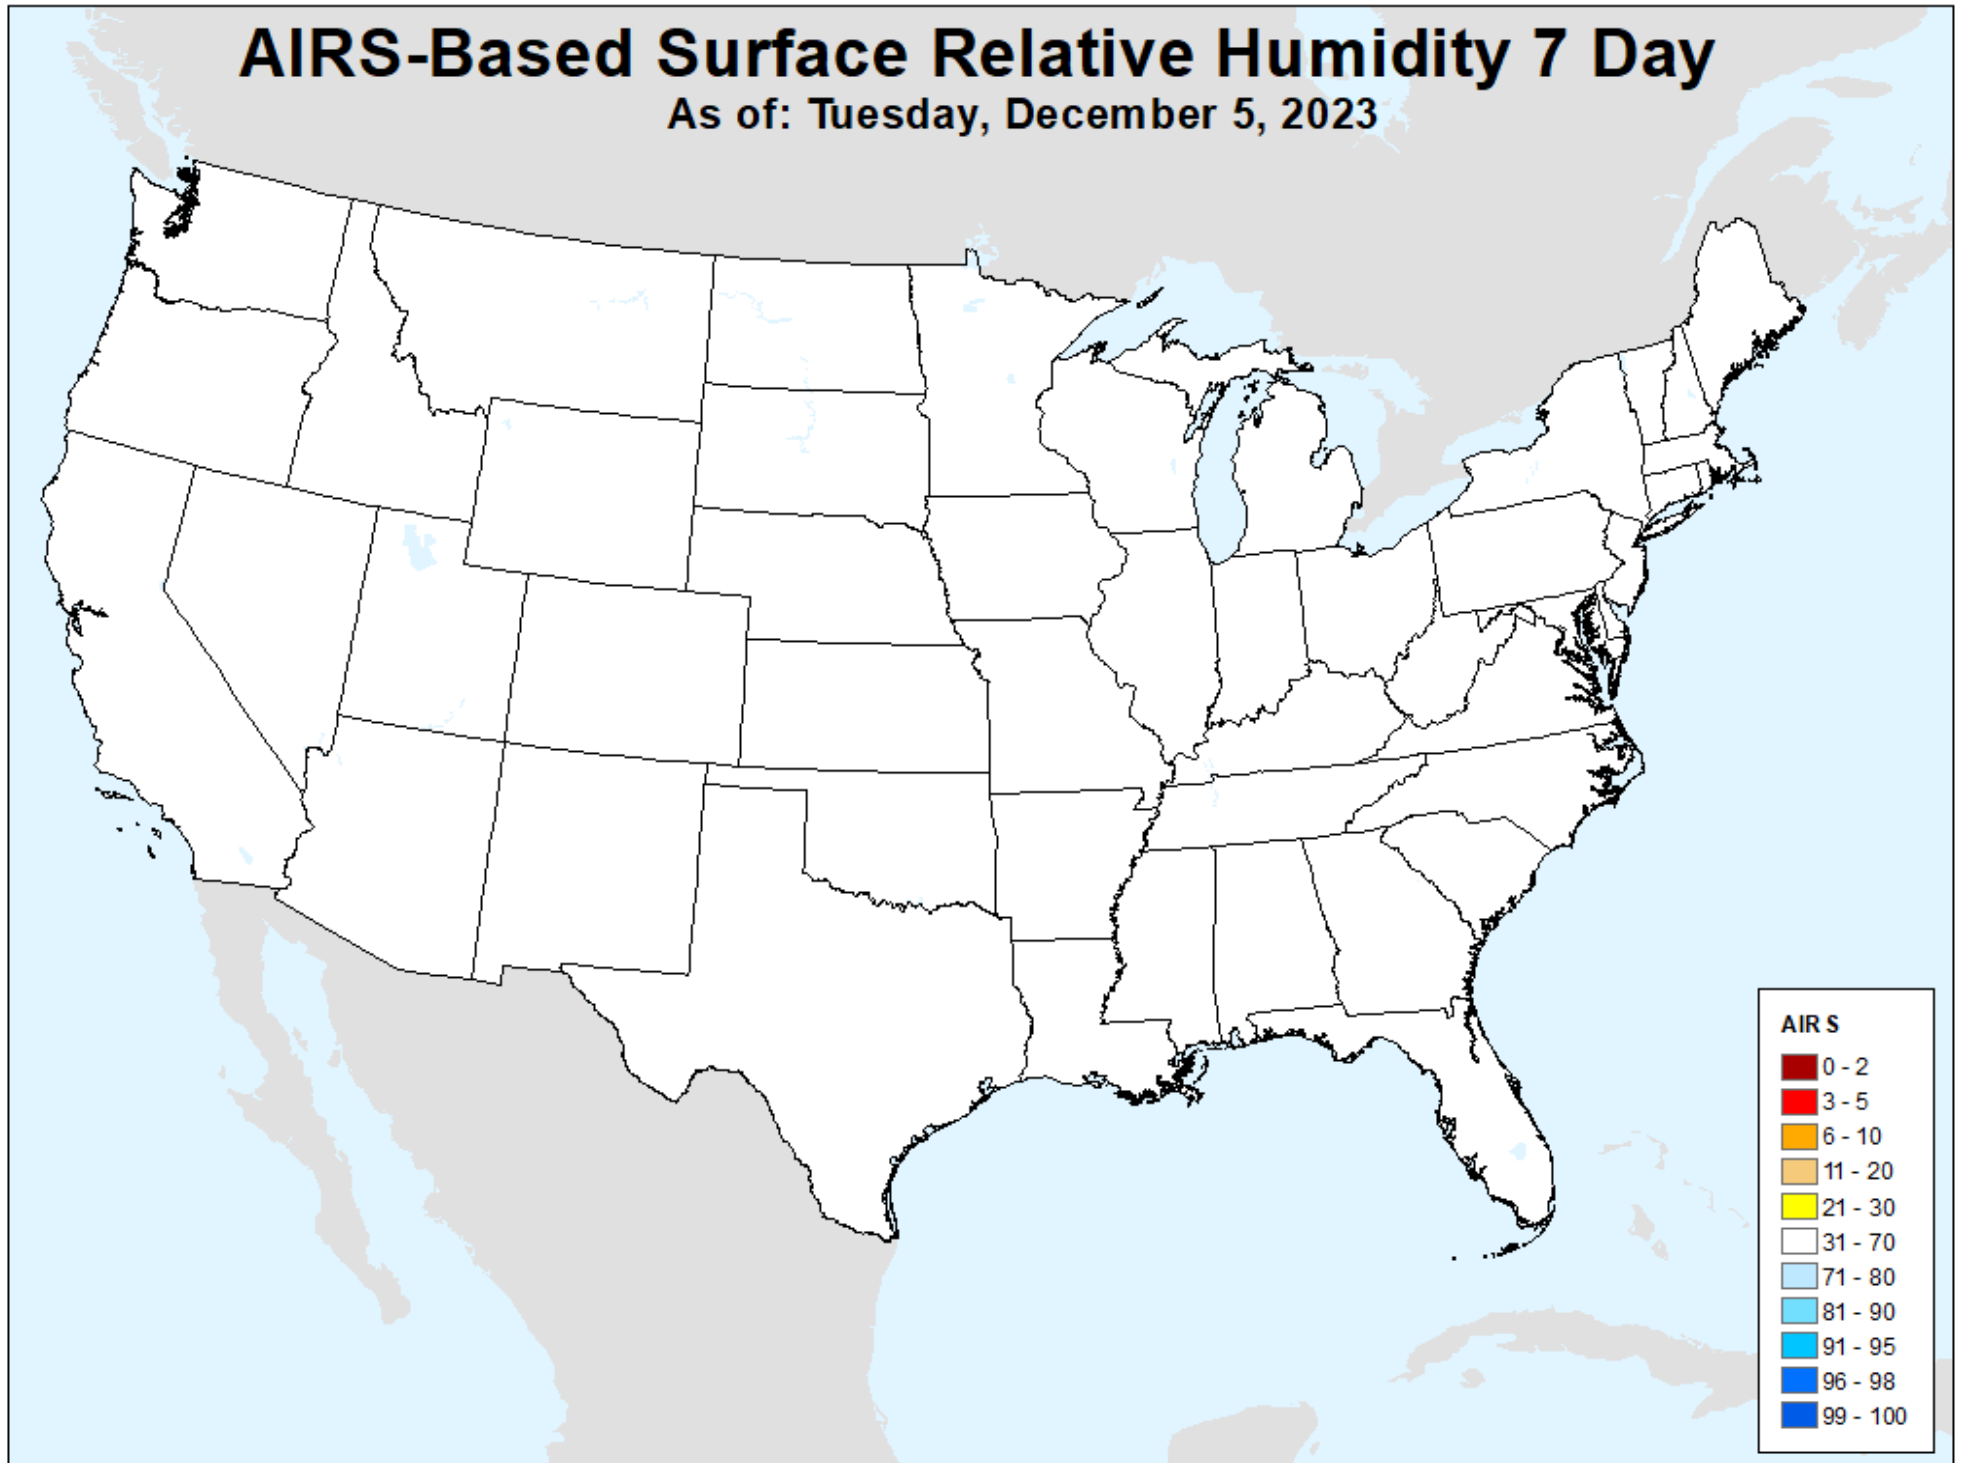 AIRS-Based Surface Relative Humidity 7 Day
As of: Tuesday, December 5, 2023
AIRS
0 - 2
3 - 5
6 - 10
11 - 20
21 - 30
31 - 70
71 - 80
81 - 90
91 - 95
96 - 98
99 - 100